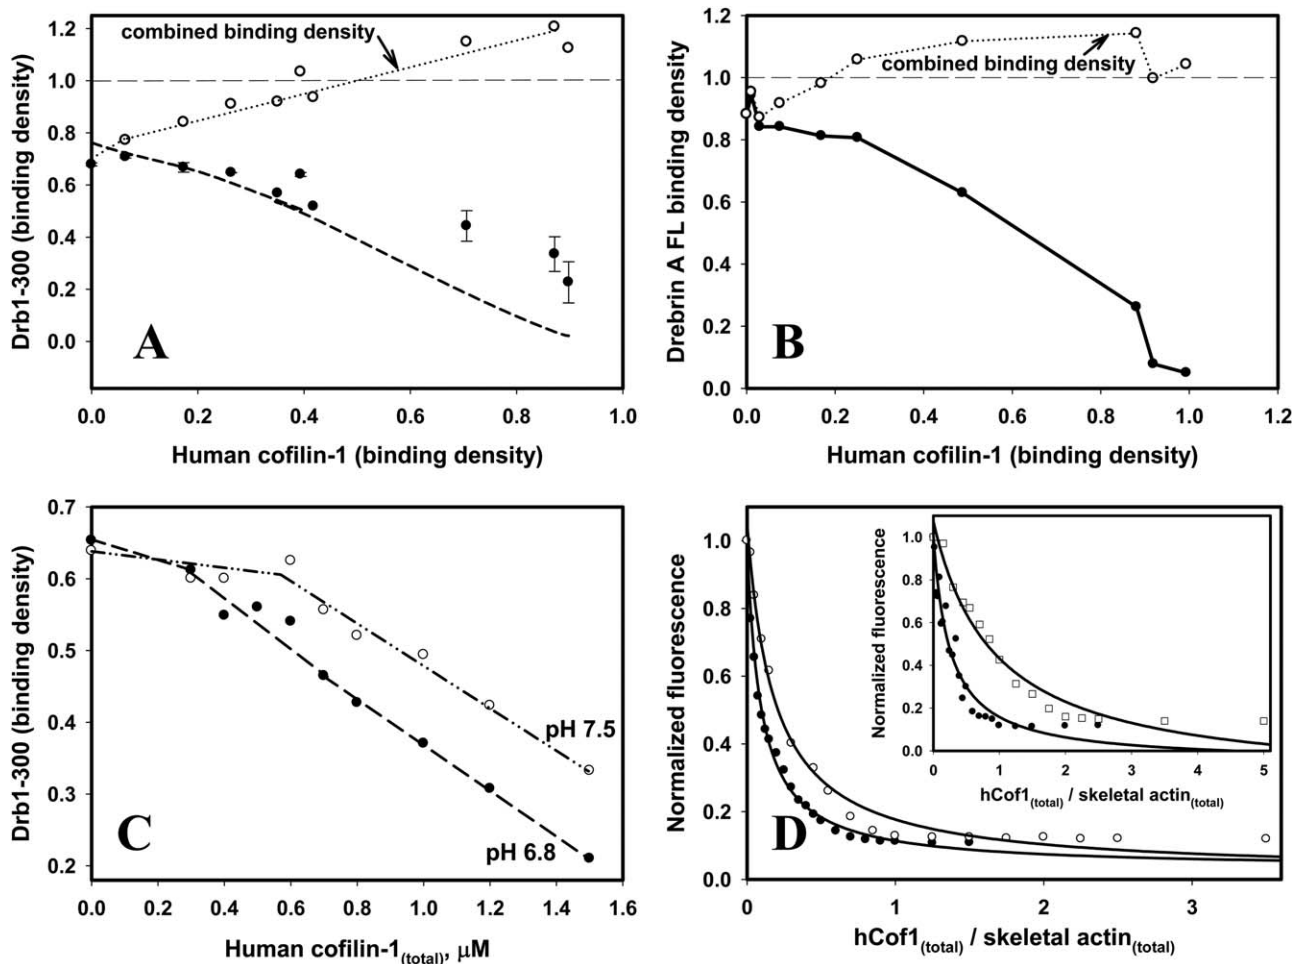 combined binding density
Drb1-300 (binding density)
1.2
1.0
0.8
0.6
0.4
0.2
0.0
A
0.0 0.2 0.4 0.6 0.8 1.0
Human cofilin-1 (binding density)
Drebrin A FL binding density
1.2
1.0
0.8
0.6
0.4
0.2
0.0
combined binding density
B
0.0 0.2 0.4 0.6 0.8 1.0 1.2
Human cofilin-1 (binding density)
Drb1-300 (binding density)
0.7
0.6
0.5
0.4
0.3
0.2
pH 7.5
pH 6.8
C
0.0 0.2 0.4 0.6 0.8 1.0 1.2 1.4 1.6
Human cofilin-1(total), μM
Normalized fluorescence
1.0
0.8
0.6
0.4
0.2
0.0
D
0 1 2 3
hCof1(total) / skeletal actin(total)
Normalized fluorescence
1.0
0.8
0.6
0.4
0.2
0.0
0 1 2 3 4 5
hCof1(total) / skeletal actin(total)